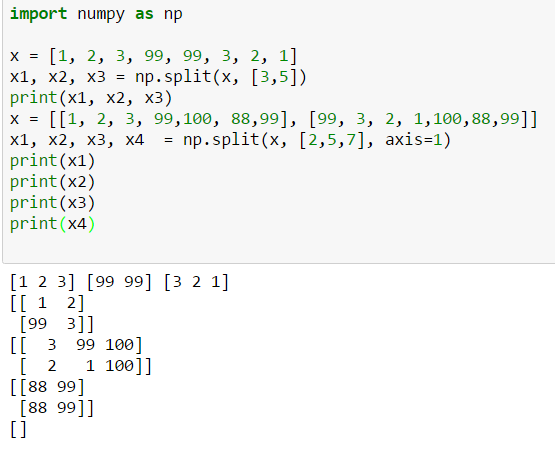 import numpy as np
x = [1, 2, 3, 99, 99, 3, 2, 1]
x1, x2, x3 = np.split(x, [3,5])
print(x1, x2, x3)
x = [[1, 2, 3, 99,100, 88,99], [99, 3, 2, 1,100,88,99]]
x1, x2, x3, x4  = np.split(x, [2,5,7], axis=1)
print(x1)
print(x2)
print(x3)
print(x4)
[1 2 3] [99 99] [3 2 1]
[[ 1  2]
 [99  3]]
[[  3  99 100]
 [  2   1 100]]
[[88 99]
 [88 99]]
[]